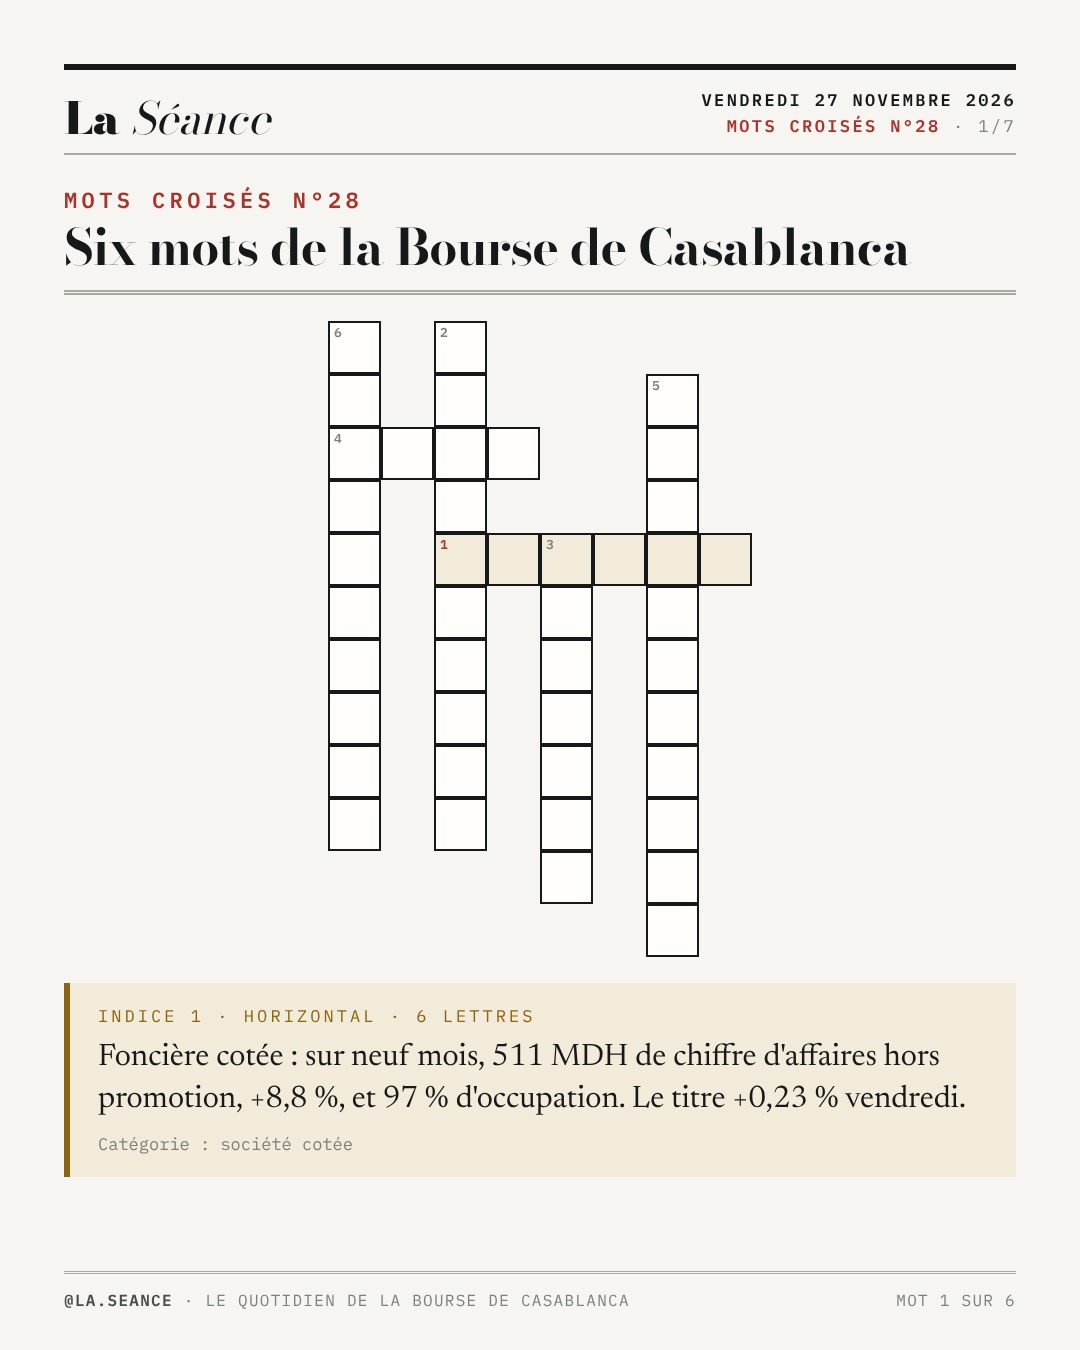 La Séance
VENDREDI 27 NOVEMBRE 2026
MOTS CROISÉS N°28 · 1/7
MOTS CROISÉS N°28
Six mots de la Bourse de Casablanca
6
2
5
4
1
3
INDICE 1 · HORIZONTAL · 6 LETTRES
Foncière cotée : sur neuf mois, 511 MDH de chiffre d'affaires hors
promotion, +8,8 %, et 97 % d'occupation. Le titre +0,23 % vendredi.
Catégorie : société cotée
@LA.SEANCE · LE QUOTIDIEN DE LA BOURSE DE CASABLANCA
MOT 1 SUR 6